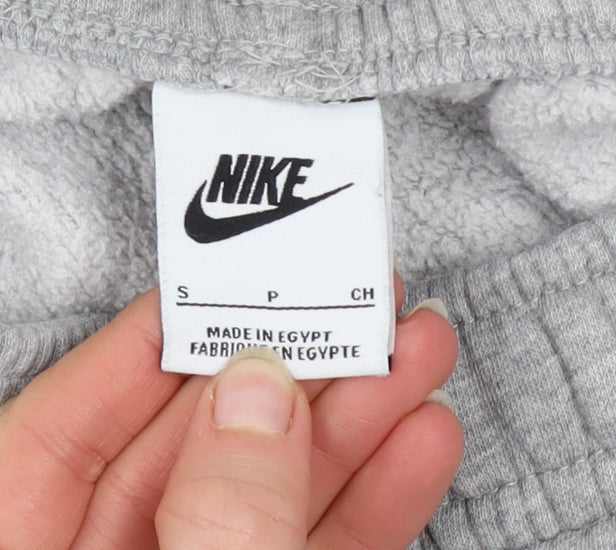 NIKE
S P CH
MADE IN EGYPT
FABRIQUE EN EGYPTE